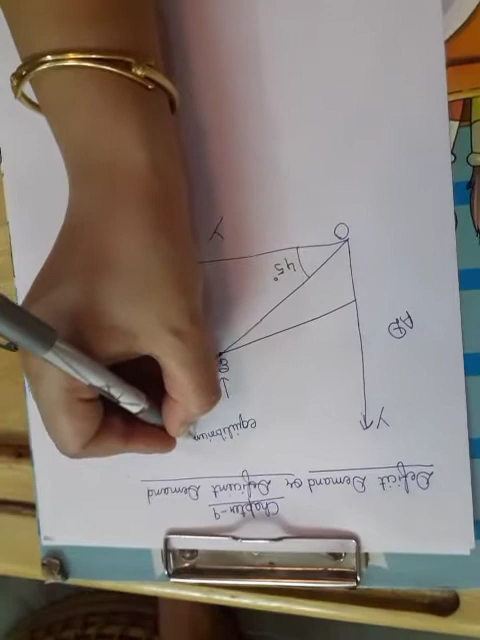 Chapter-9
Deficit Demand or Deficient Demand
Y
equilibrium
E
AD
45°
O
Y